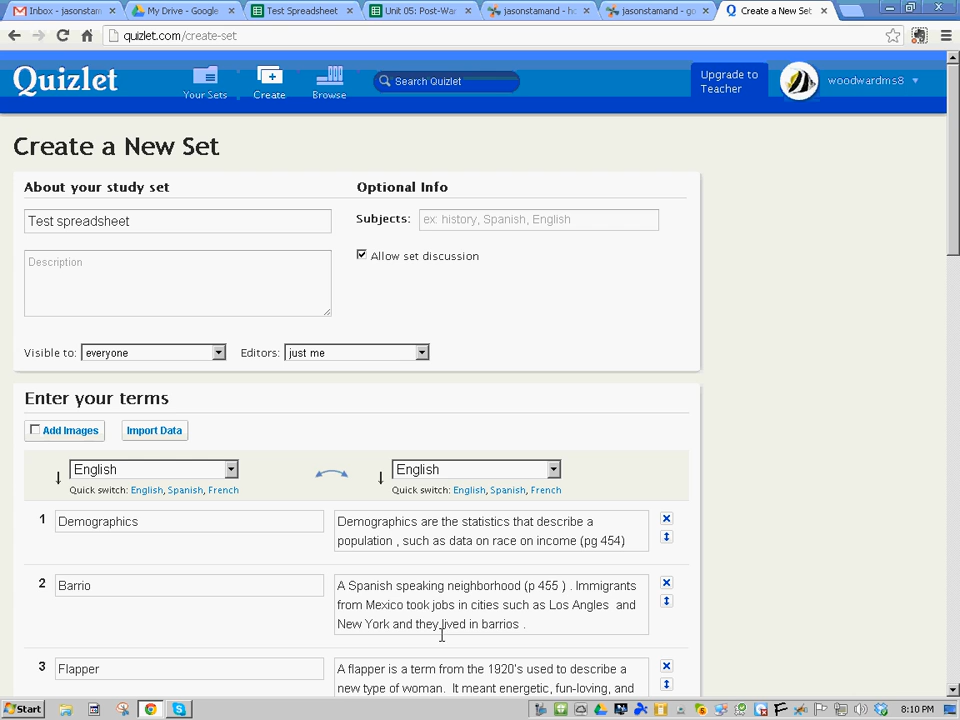 Inbox - jasonstam
My Drive - Google
Test Spreadsheet
Unit 05: Post-Wa
jasonstamand - h
jasonstamand - go
Create a New Set
quizlet.com/create-set
Quizlet
Your Sets
Create
Browse
Search Quizlet
Upgrade to
Teacher
woodwardms8
Create a New Set
About your study set
Optional Info
Test spreadsheet
Subjects: ex: history, Spanish, English
Description
Allow set discussion
Visible to: everyone
Editors: just me
Enter your terms
Add Images
Import Data
English
English
Quick switch: English, Spanish, French
Quick switch: English, Spanish, French
1 Demographics
Demographics are the statistics that describe a
population , such as data on race on income (pg 454)
2 Barrio
A Spanish speaking neighborhood (p 455 ) . Immigrants
from Mexico took jobs in cities such as Los Angles and
New York and they lived in barrios .
3 Flapper
A flapper is a term from the 1920's used to describe a
new type of woman. It meant energetic, fun-loving, and
Start
8:10 PM